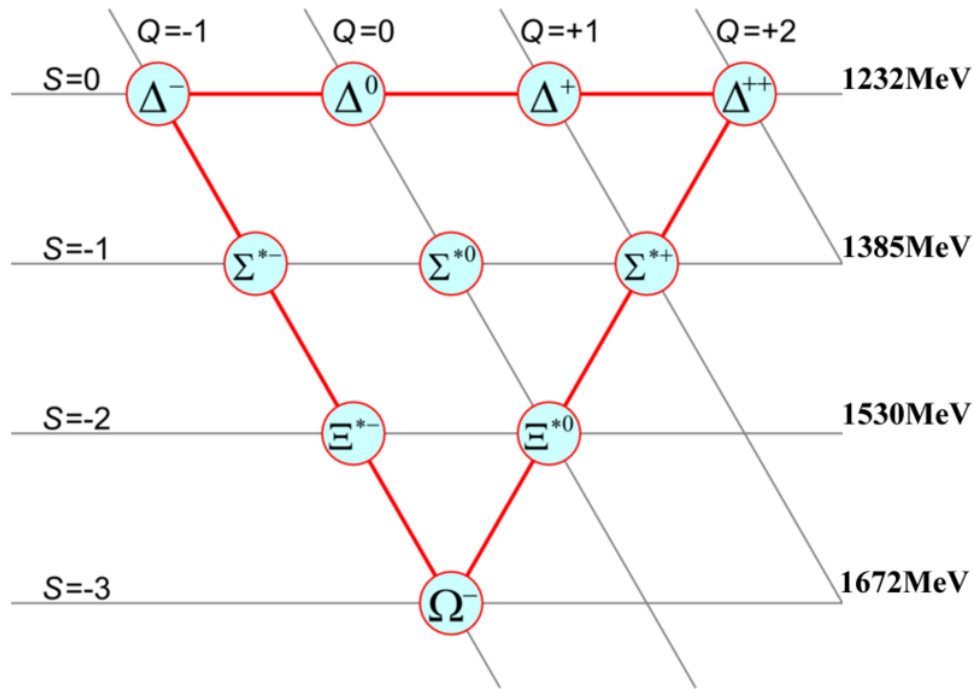 Q=-1 Q=0 Q=+1 Q=+2
S=0 Δ⁻ Δ⁰ Δ⁺ Δ⁺⁺ 1232MeV
S=-1 Σ*⁻ Σ*⁰ Σ*⁺ 1385MeV
S=-2 Ξ*⁻ Ξ*⁰ 1530MeV
S=-3 Ω⁻ 1672MeV